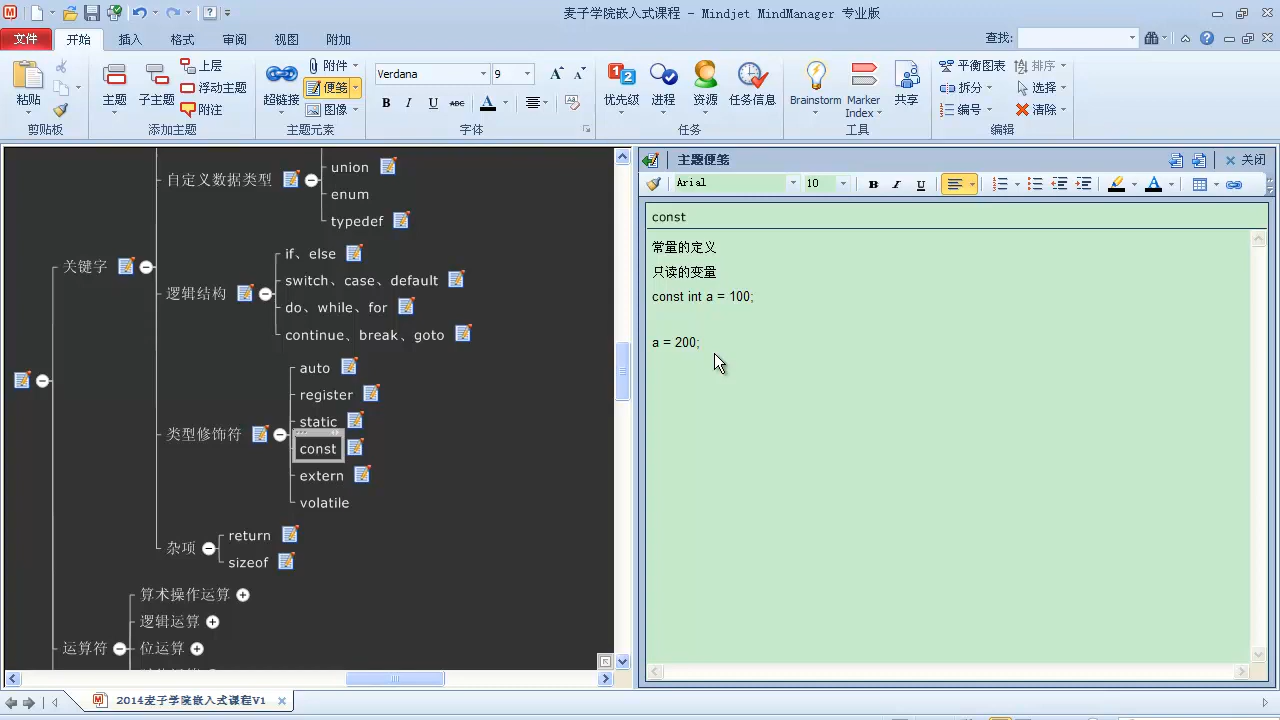 麦子学院嵌入式课程 - Mindjet MindManager 专业版
文件 开始 插入 格式 审阅 视图 附加 查找:
粘贴 主题 子主题 上层 浮动主题 附注 超链接 附件 便笺 图像 Verdana 9 优先级 进程 资源 任务信息 Brainstorm Marker Index 共享 平衡图表 排序 拆分 选择 编号 清除
B I U ABC A
剪贴板 添加主题 主题元素 字体 任务 工具 编辑
主题便笺 关闭
Arial 10 B I U A
const
常量的定义
只读的变量
const int a = 100;
a = 200;
union
自定义数据类型
enum
typedef
if、else
关键字
switch、case、default
逻辑结构
do、while、for
continue、break、goto
auto
register
static
类型修饰符
const
extern
volatile
return
杂项
sizeof
算术操作运算
逻辑运算
运算符
位运算
2014麦子学院嵌入式课程V1